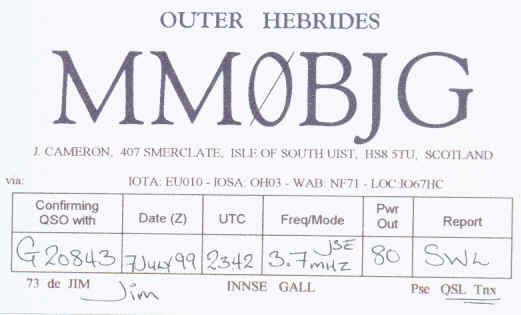 OUTER HEBRIDES
MM0BJG
J. CAMERON, 407 SMERCLATE, ISLE OF SOUTH UIST, HS8 5TU, SCOTLAND
via: IOTA: EU010 - IOSA: OH03 - WAB: NF71 - LOC:IO67HC
Confirming QSO with Date (Z) UTC Freq/Mode Pwr Out Report
G20843 7 JULY 99 2342 3.7 MHZ J3E 80 SWL
73 de JIM Jim INNSE GALL Pse QSL Tnx